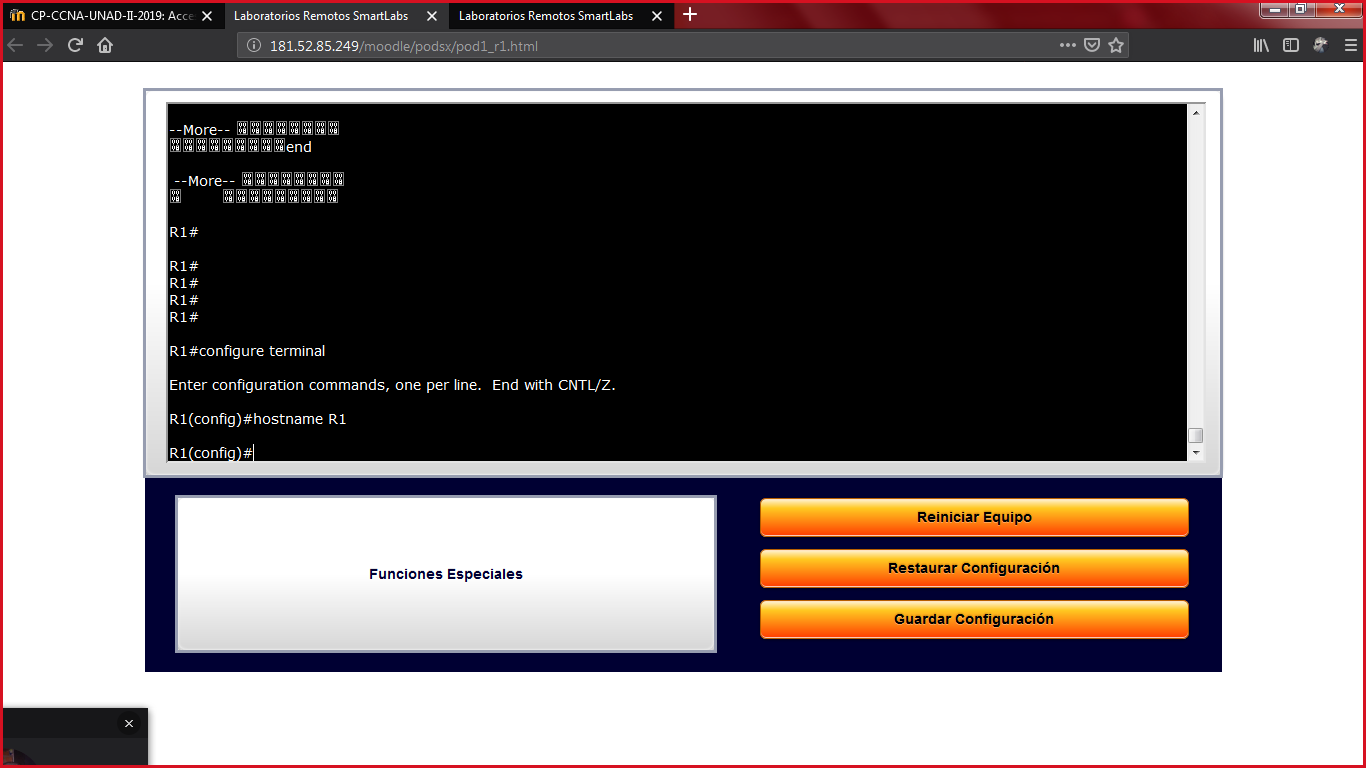 CP-CCNA-UNAD-II-2019: Acce
Laboratorios Remotos SmartLabs
Laboratorios Remotos SmartLabs
181.52.85.249/moodle/podsx/pod1_r1.html
--More--
end
--More--
R1#
R1#
R1#
R1#
R1#
R1#configure terminal
Enter configuration commands, one per line.  End with CNTL/Z.
R1(config)#hostname R1
R1(config)#
Funciones Especiales
Reiniciar Equipo
Restaurar Configuración
Guardar Configuración